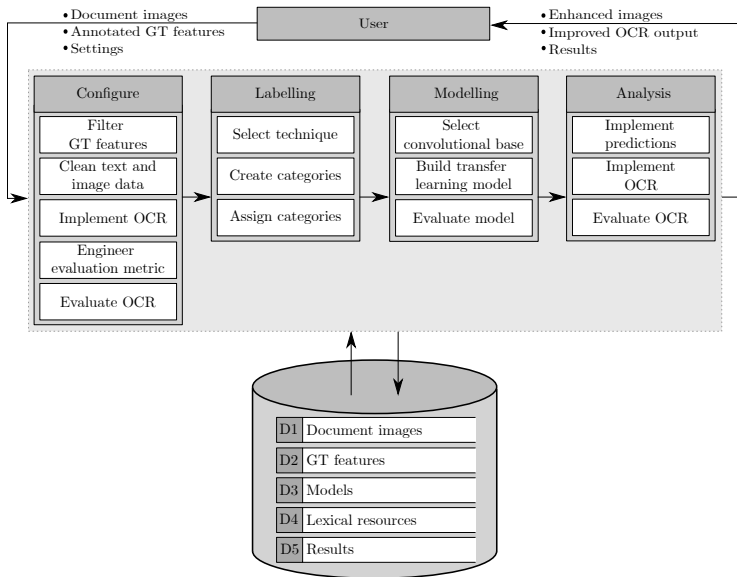 • Document images
• Annotated GT features
• Settings
User
• Enhanced images
• Improved OCR output
• Results
Configure
Filter
GT features
Clean text and
image data
Implement OCR
Engineer
evaluation metric
Evaluate OCR
Labelling
Select technique
Create categories
Assign categories
Modelling
Select
convolutional base
Build transfer
learning model
Evaluate model
Analysis
Implement
predictions
Implement
OCR
Evaluate OCR
D1 Document images
D2 GT features
D3 Models
D4 Lexical resources
D5 Results